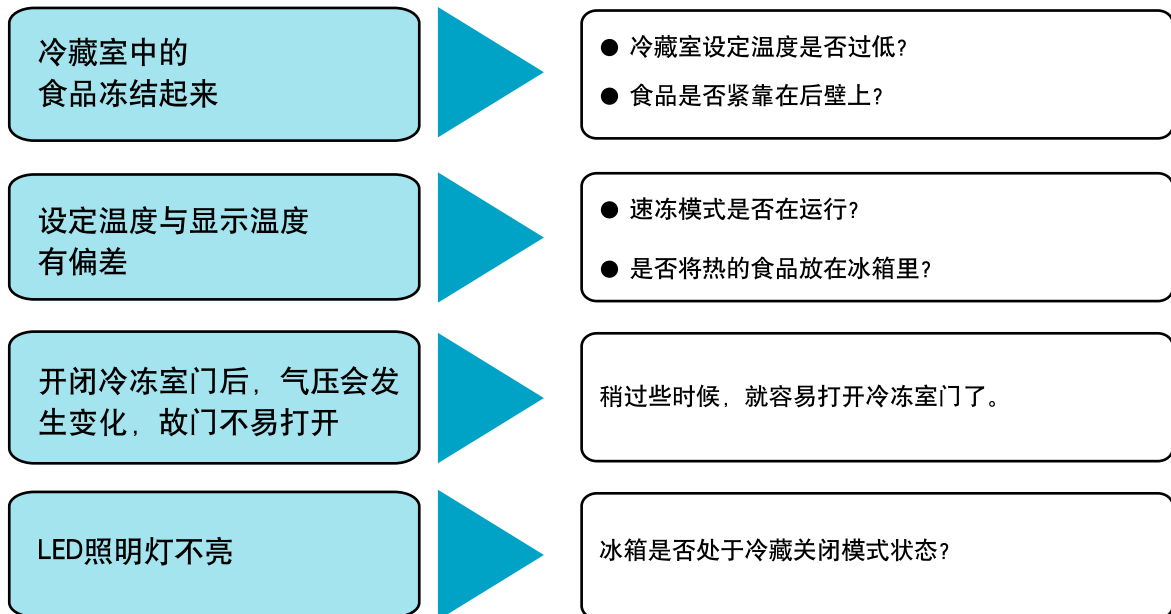 冷藏室中的
食品冻结起来
● 冷藏室设定温度是否过低？
● 食品是否紧靠在后壁上？
设定温度与显示温度
有偏差
● 速冻模式是否在运行？
● 是否将热的食品放在冰箱里？
开闭冷冻室门后，气压会发
生变化，故门不易打开
稍过些时候，就容易打开冷冻室门了。
LED照明灯不亮
冰箱是否处于冷藏关闭模式状态？